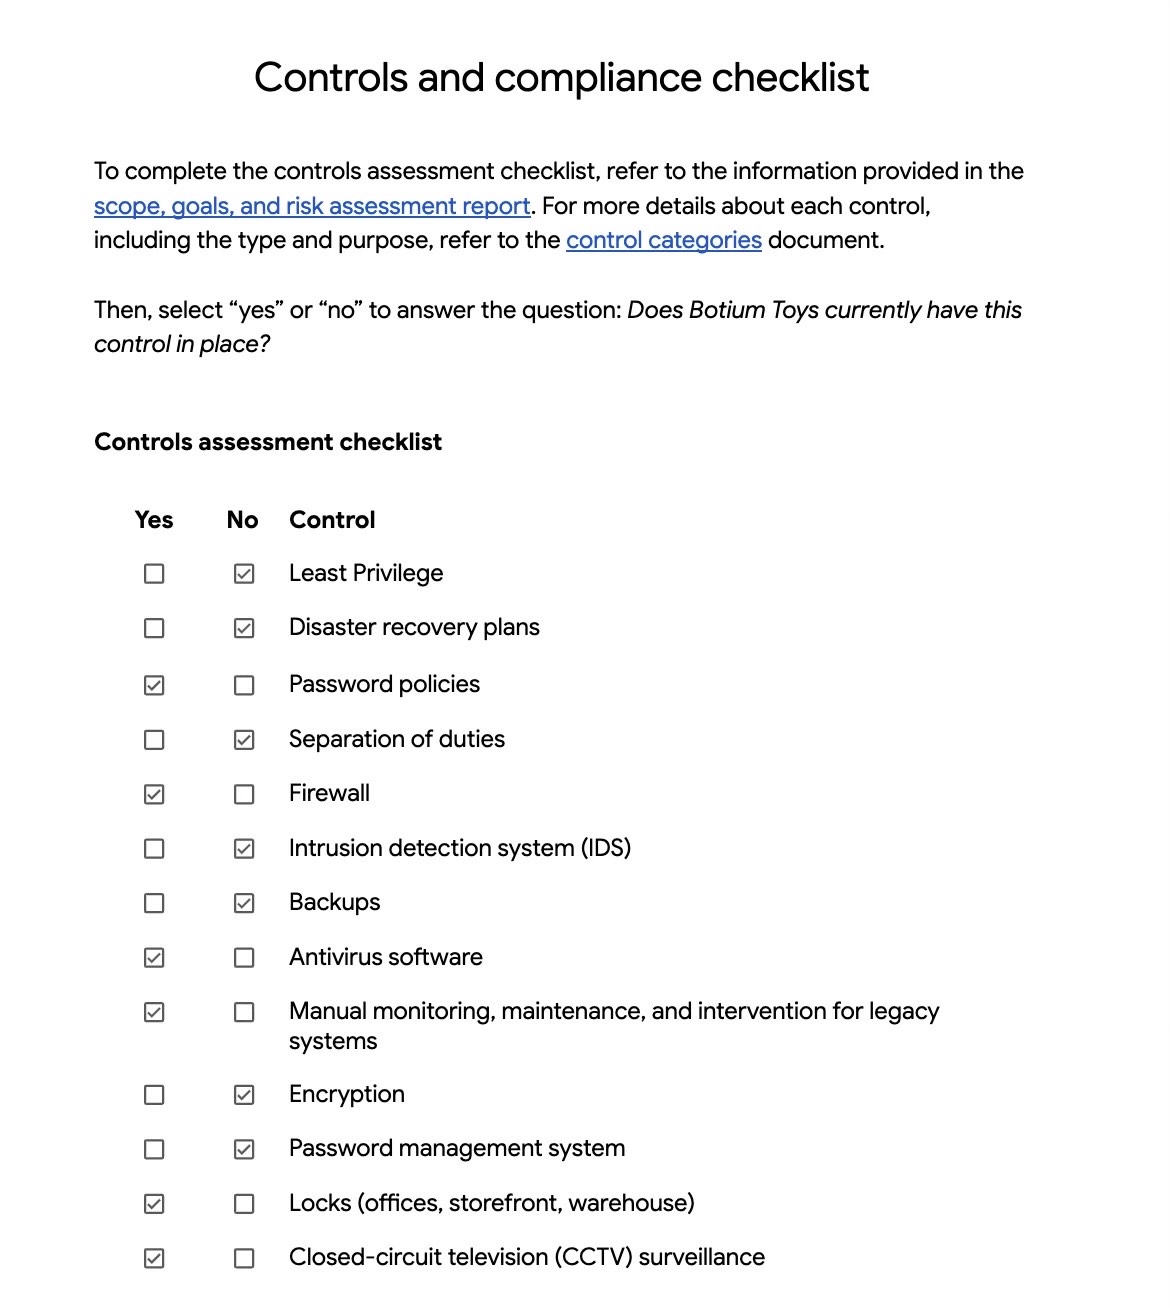 Controls and compliance checklist
To complete the controls assessment checklist, refer to the information provided in the
scope, goals, and risk assessment report. For more details about each control,
including the type and purpose, refer to the control categories document.
Then, select “yes” or “no” to answer the question: Does Botium Toys currently have this
control in place?
Controls assessment checklist
Yes No Control
Least Privilege
Disaster recovery plans
Password policies
Separation of duties
Firewall
Intrusion detection system (IDS)
Backups
Antivirus software
Manual monitoring, maintenance, and intervention for legacy
systems
Encryption
Password management system
Locks (offices, storefront, warehouse)
Closed-circuit television (CCTV) surveillance